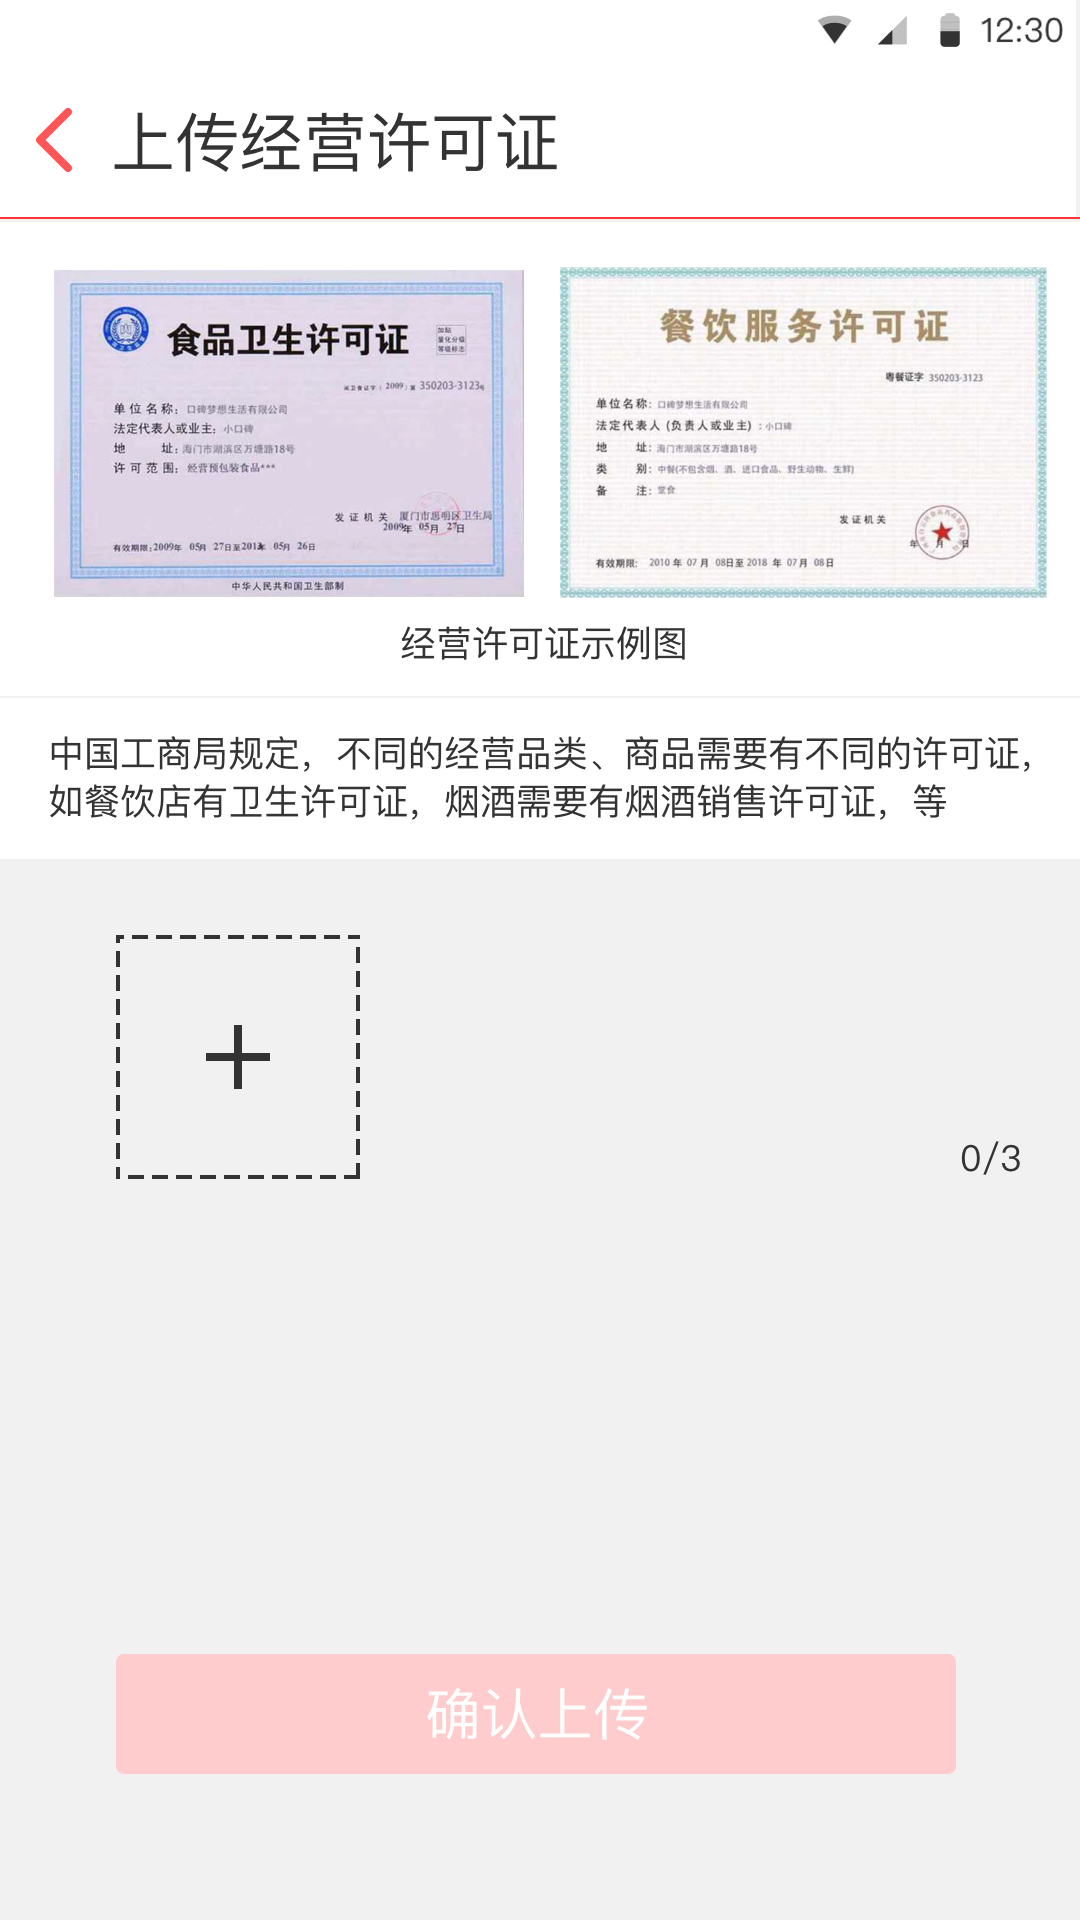 12:30
上传经营许可证
食品卫生许可证
加贴
量化分级
等级标志
350203-3123
单位名称：口碑梦想生活有限公司
法定代表人或业主：小口碑
地 址：海门市湖滨区万塘路18号
许可范围：经营预包装食品***
发证机关 厦门市惠明区卫生局
2009年 05月 27日
有效期限：2009年 05月 27日至2013年 05月 26日
中华人民共和国卫生部制
餐饮服务许可证
粤餐证字 350203-3123
单位名称：口碑梦想生活有限公司
法定代表人（负责人或业主）：小口碑
地 址：海门市湖滨区万塘路18号
类 别：中餐(不包含烟、酒、进口食品、野生动物、生鲜)
备 注：堂食
发证机关
年 月 日
有效期限： 2010 年 07 月 08日至 2018 年 07 月 08日
经营许可证示例图
中国工商局规定，不同的经营品类、商品需要有不同的许可证，
如餐饮店有卫生许可证，烟酒需要有烟酒销售许可证，等
0/3
确认上传